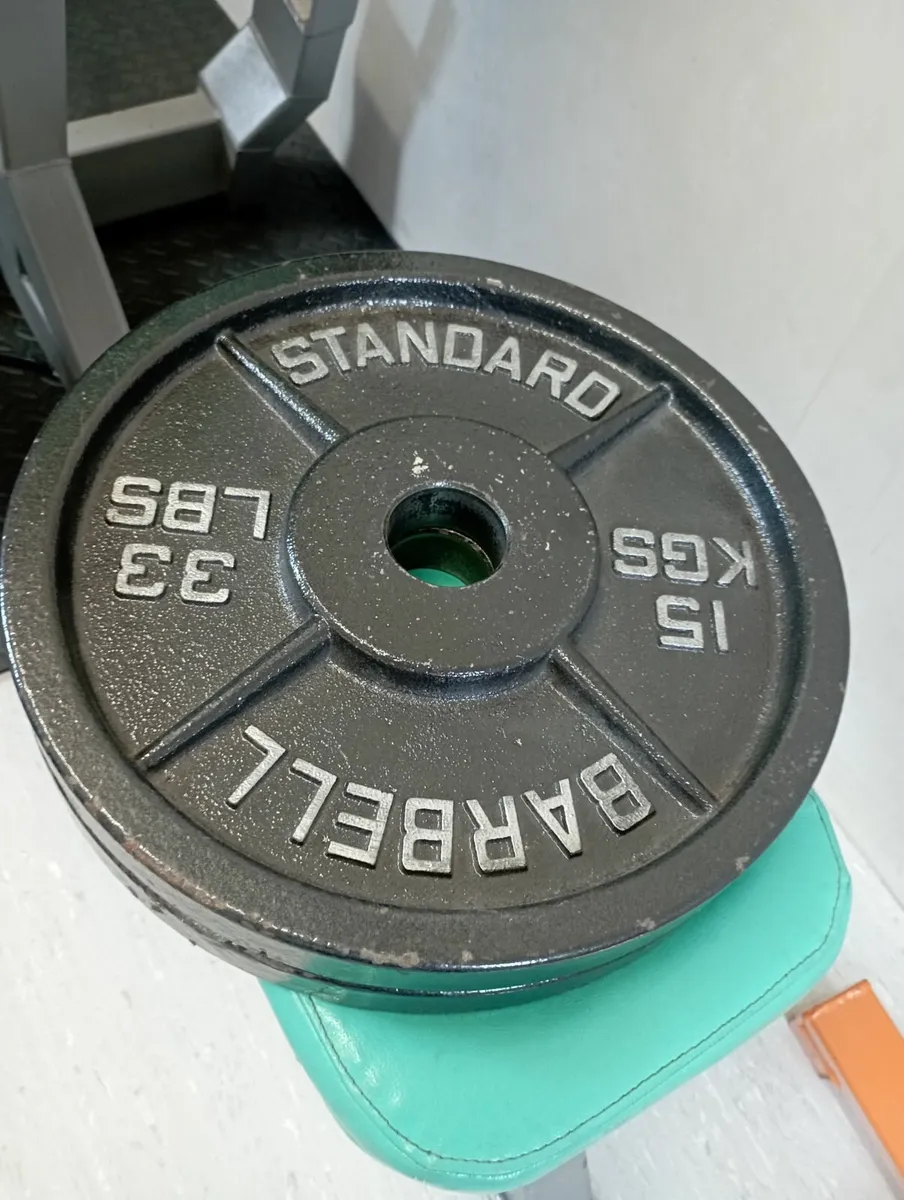 STANDARD
33
LBS
15
KGS
BARBELL